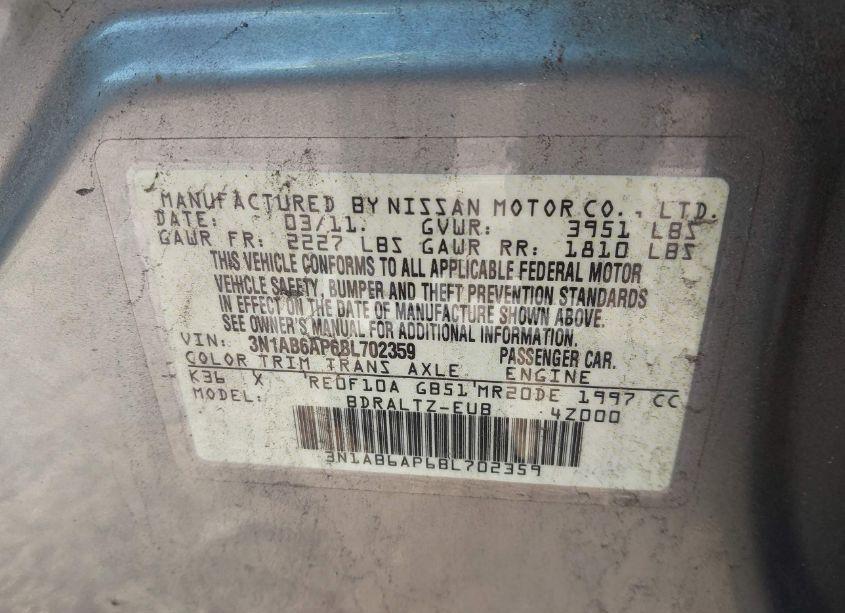 MANUFACTURED BY NISSAN MOTOR CO., LTD.
DATE: 03/11. GVWR: 3951 LBS
GAWR FR: 2227 LBS GAWR RR: 1810 LBS
THIS VEHICLE CONFORMS TO ALL APPLICABLE FEDERAL MOTOR
VEHICLE SAFETY, BUMPER AND THEFT PREVENTION STANDARDS
IN EFFECT ON THE DATE OF MANUFACTURE SHOWN ABOVE.
SEE OWNER'S MANUAL FOR ADDITIONAL INFORMATION.
VIN: 3N1AB6AP6BL702359 PASSENGER CAR.
COLOR TRIM TRANS AXLE ENGINE
K36 X RE0F10A GB51 MR20DE 1997 CC
MODEL: BDRALTZ-EUB 4Z000
3N1AB6AP6BL702359